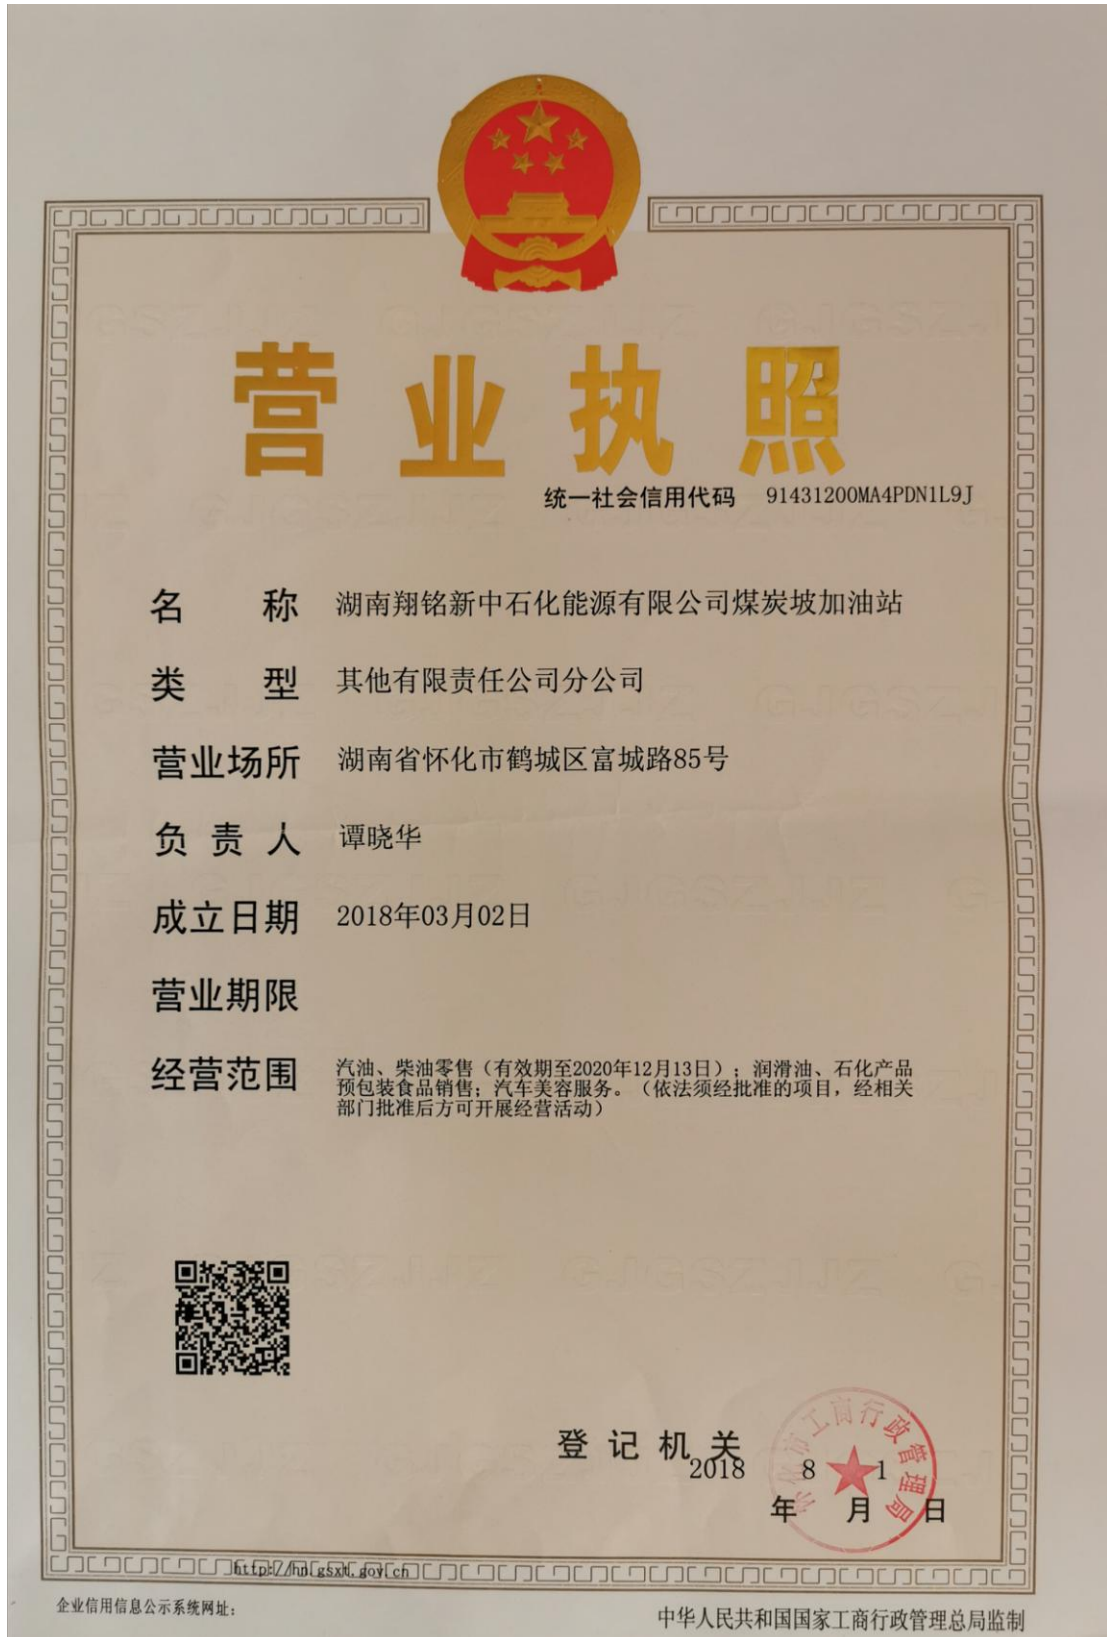 营业执照
统一社会信用代码 91431200MA4PDN1L9J
名称 湖南翔铭新中石化能源有限公司煤炭坡加油站
类型 其他有限责任公司分公司
营业场所 湖南省怀化市鹤城区富城路85号
负责人 谭晓华
成立日期 2018年03月02日
营业期限
经营范围 汽油、柴油零售（有效期至2020年12月13日）；润滑油、石化产品
预包装食品销售；汽车美容服务。（依法须经批准的项目，经相关
部门批准后方可开展经营活动）
怀化市工商行政管理局
登记机关
2018 8 1
年 月 日
http://hn.gsxt.gov.cn
企业信用信息公示系统网址：
中华人民共和国国家工商行政管理总局监制